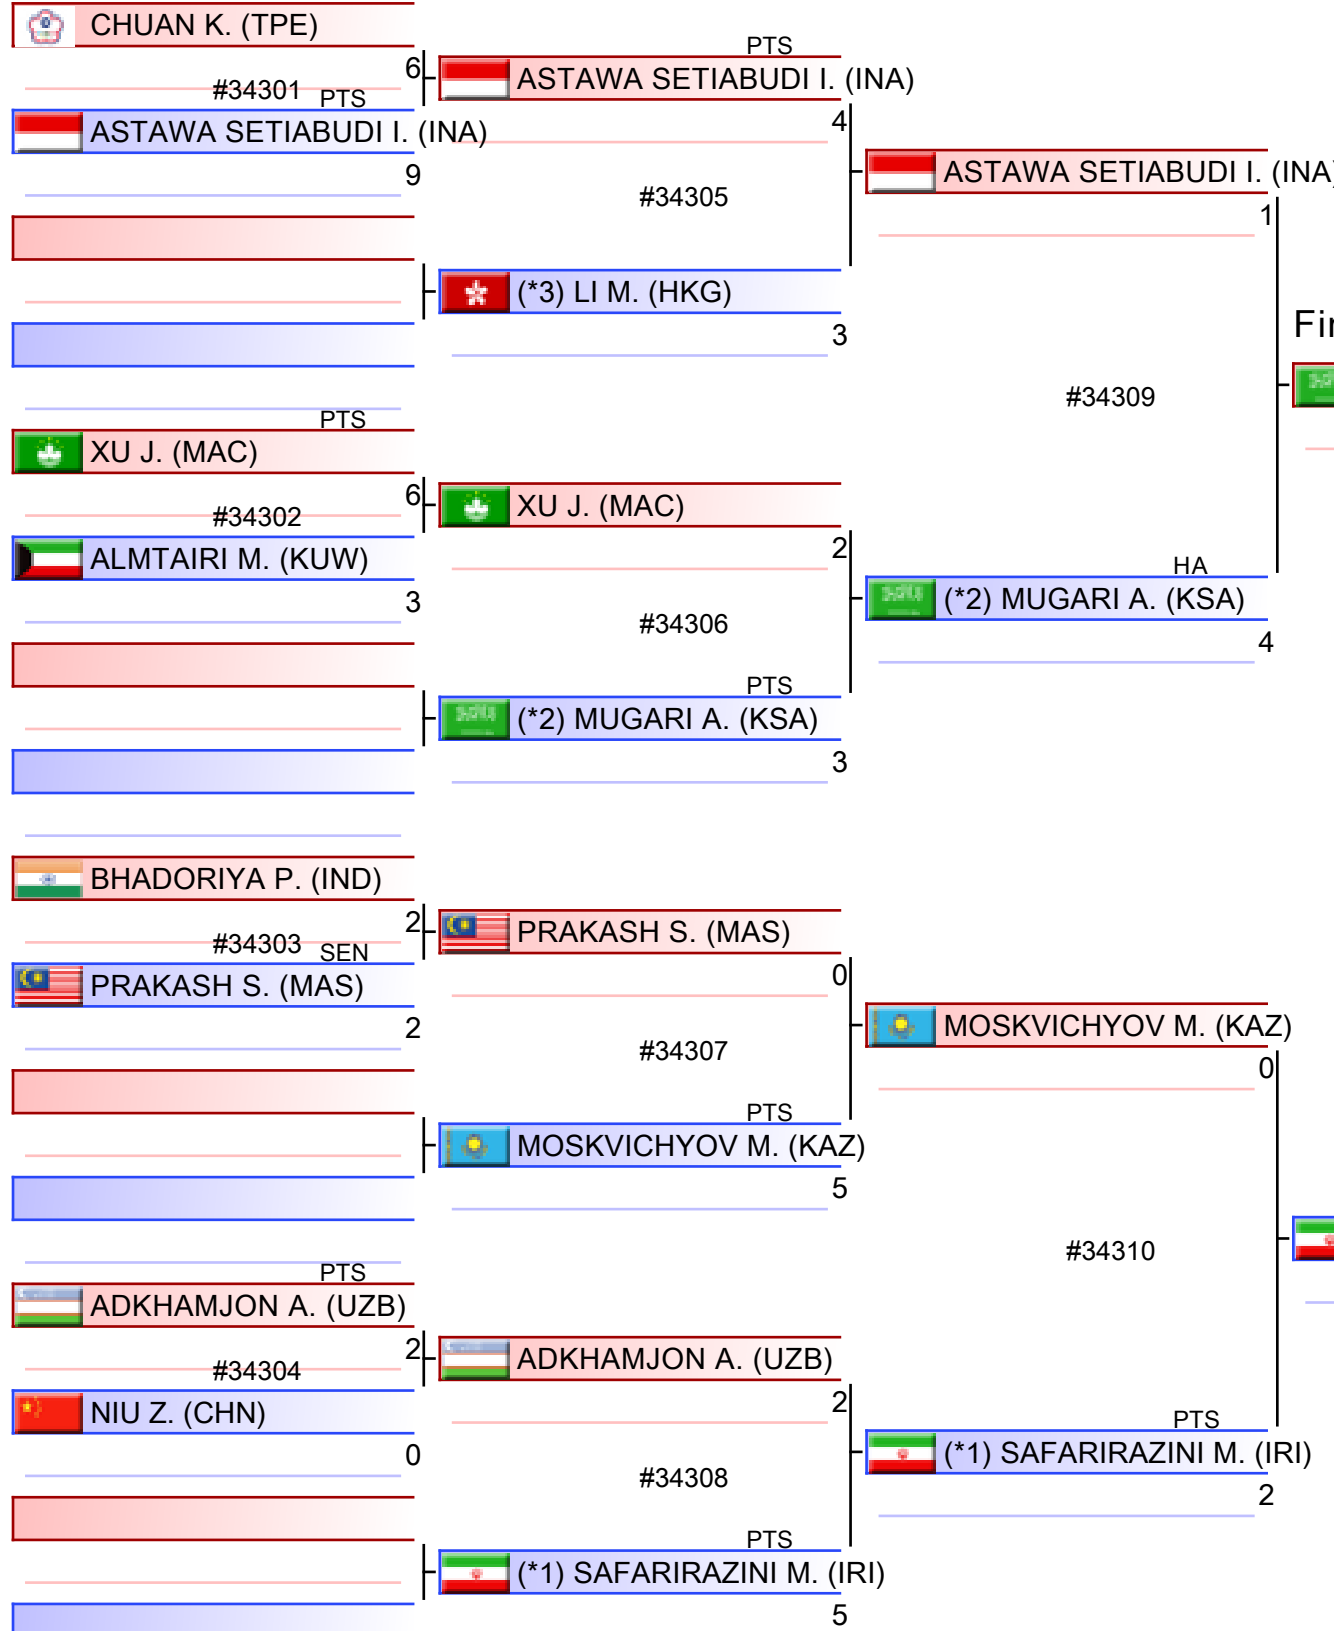 CHUAN K. (TPE)
6
#34301
PTS
ASTAWA SETIABUDI I. (INA)
9
PTS
XU J. (MAC)
6
#34302
ALMTAIRI M. (KUW)
3
BHADORIYA P. (IND)
2
#34303
SEN
PRAKASH S. (MAS)
2
PTS
ADKHAMJON A. (UZB)
2
#34304
NIU Z. (CHN)
0
PTS
ASTAWA SETIABUDI I. (INA)
4
#34305
(*3) LI M. (HKG)
3
XU J. (MAC)
2
#34306
PTS
(*2) MUGARI A. (KSA)
3
PRAKASH S. (MAS)
0
#34307
PTS
MOSKVICHYOV M. (KAZ)
5
ADKHAMJON A. (UZB)
2
#34308
PTS
(*1) SAFARIRAZINI M. (IRI)
5
ASTAWA SETIABUDI I. (INA)
1
#34309
HA
(*2) MUGARI A. (KSA)
4
MOSKVICHYOV M. (KAZ)
0
#34310
PTS
(*1) SAFARIRAZINI M. (IRI)
2